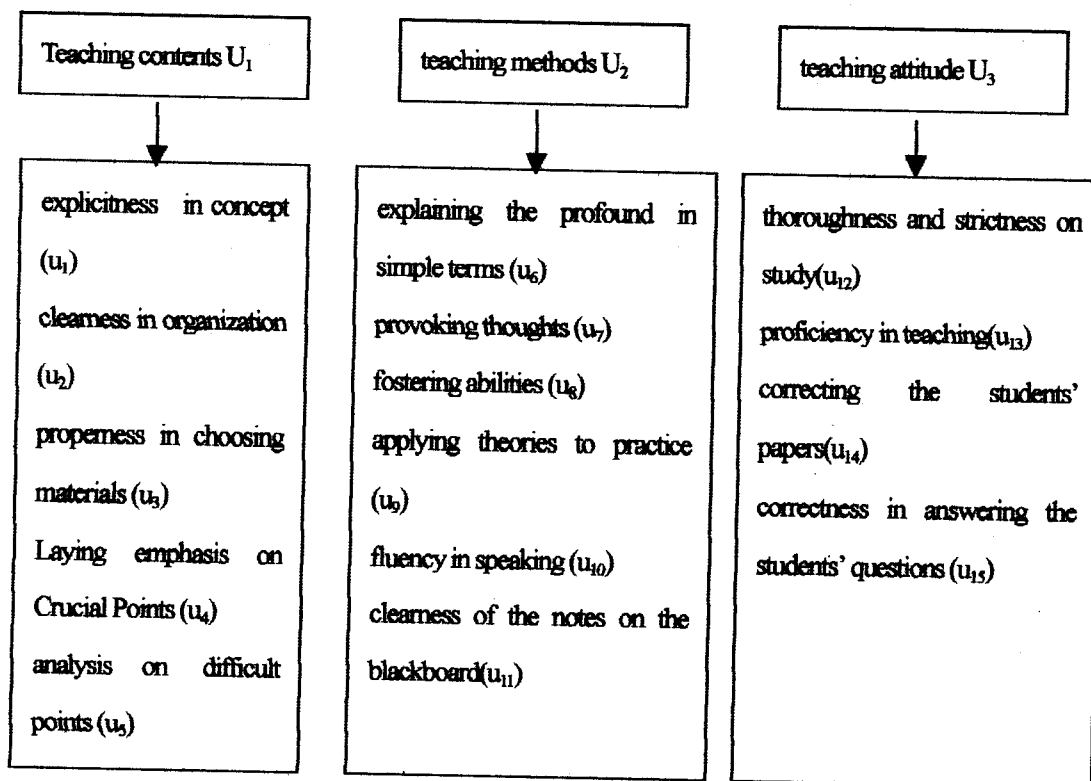 Teaching contents U₁
explicitness in concept
(u₁)
clearness in organization
(u₂)
properness in choosing
materials (u₃)
Laying emphasis on
Crucial Points (u₄)
analysis on difficult
points (u₅)
teaching methods U₂
explaining the profound in
simple terms (u₆)
provoking thoughts (u₇)
fostering abilities (u₈)
applying theories to practice
(u₉)
fluency in speaking (u₁₀)
clearness of the notes on the
blackboard(u₁₁)
teaching attitude U₃
thoroughness and strictness on
study(u₁₂)
proficiency in teaching(u₁₃)
correcting the students'
papers(u₁₄)
correctness in answering the
students' questions (u₁₅)